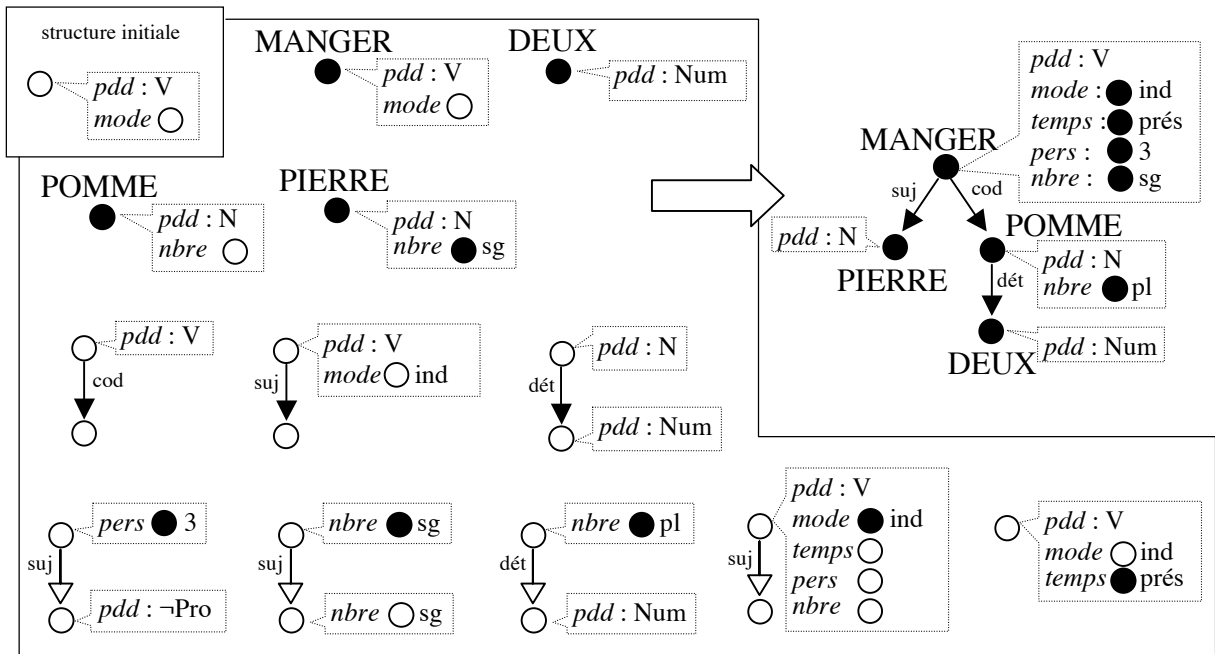 structure initiale
pdd : V
mode
MANGER
pdd : V
mode
DEUX
pdd : Num
POMME
pdd : N
nbre
PIERRE
pdd : N
nbre sg
pdd : V
cod
pdd : V
mode ind
suj
pdd : N
dét
pdd : Num
pers 3
suj
pdd : ¬Pro
nbre sg
suj
nbre sg
nbre pl
dét
pdd : Num
pdd : V
mode ind
temps
pers
nbre
suj
pdd : V
mode ind
temps prés
pdd : V
mode : ind
temps : prés
pers : 3
nbre : sg
MANGER
suj
cod
pdd : N
PIERRE
POMME
pdd : N
nbre pl
dét
DEUX
pdd : Num